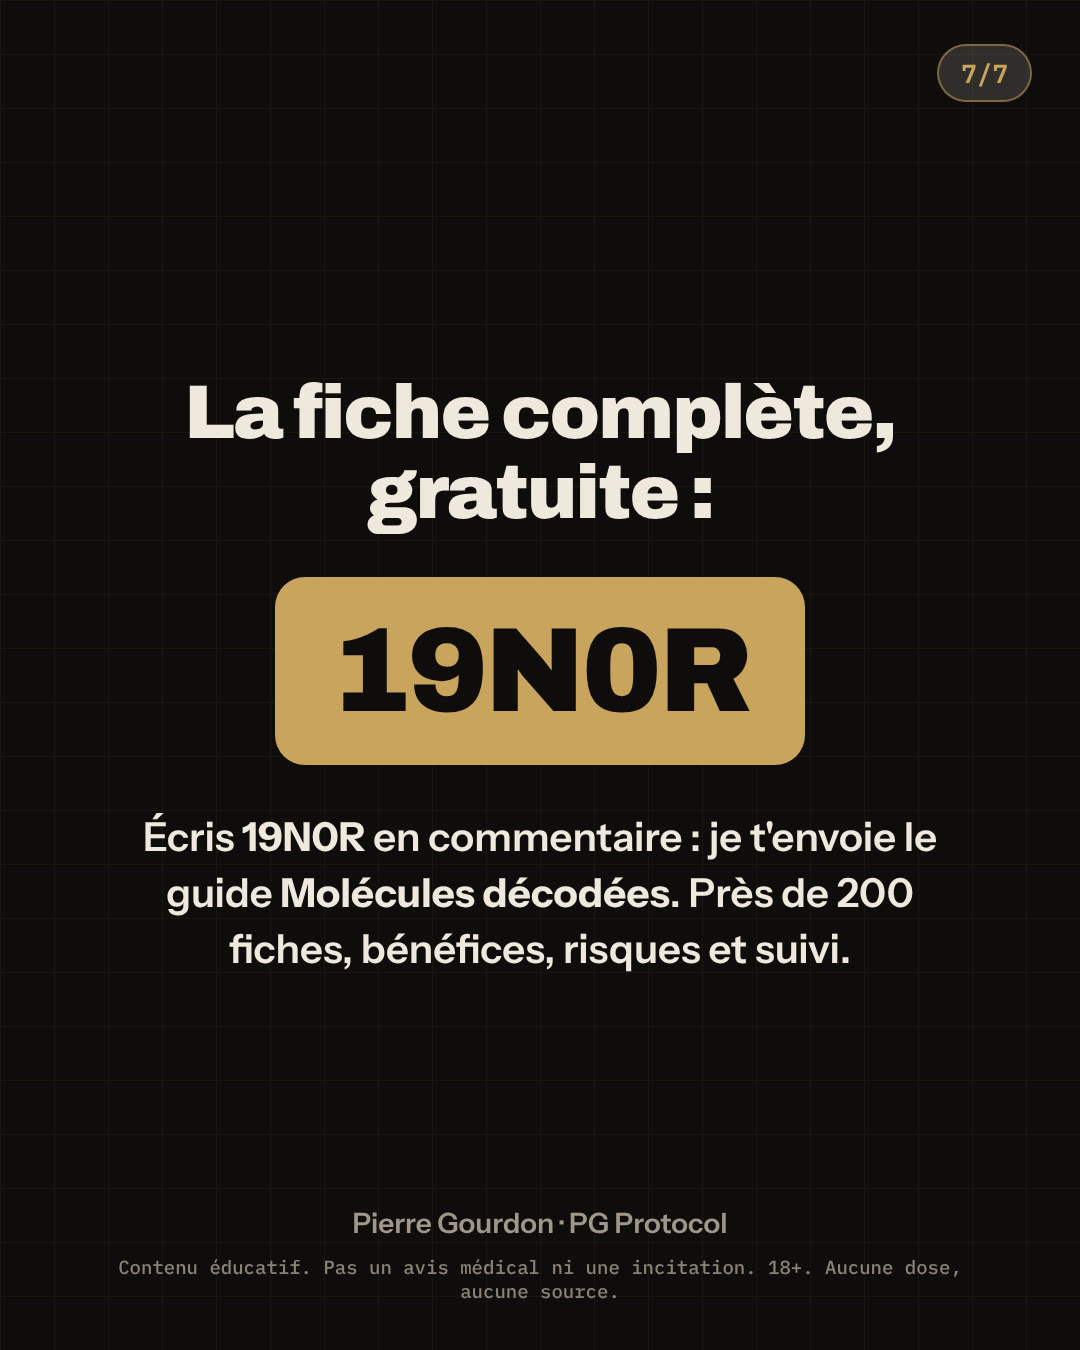 7/7
La fiche complète,
gratuite :
19N0R
Écris 19N0R en commentaire : je t'envoie le
guide Molécules décodées. Près de 200
fiches, bénéfices, risques et suivi.
Pierre Gourdon · PG Protocol
Contenu éducatif. Pas un avis médical ni une incitation. 18+. Aucune dose,
aucune source.